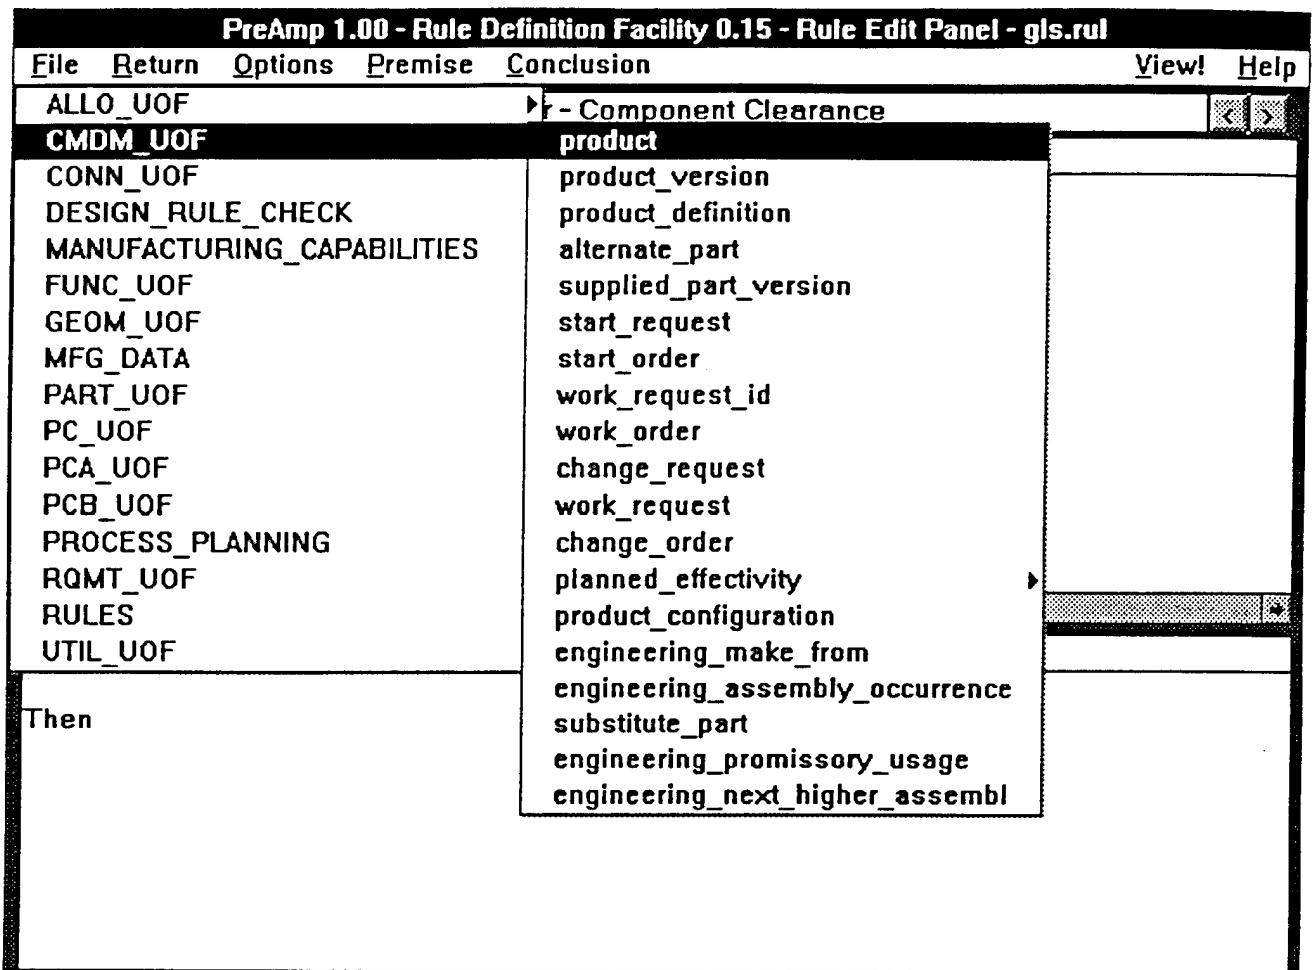 PreAmp 1.00 - Rule Definition Facility 0.15 - Rule Edit Panel - gls.rul
File Return Options Premise Conclusion View! Help
ALLO_UOF
r - Component Clearance
CMDM_UOF
CONN_UOF
DESIGN_RULE_CHECK
MANUFACTURING_CAPABILITIES
FUNC_UOF
GEOM_UOF
MFG_DATA
PART_UOF
PC_UOF
PCA_UOF
PCB_UOF
PROCESS_PLANNING
RQMT_UOF
RULES
UTIL_UOF
product
product_version
product_definition
alternate_part
supplied_part_version
start_request
start_order
work_request_id
work_order
change_request
work_request
change_order
planned_effectivity
product_configuration
engineering_make_from
engineering_assembly_occurrence
substitute_part
engineering_promissory_usage
engineering_next_higher_assembl
Then